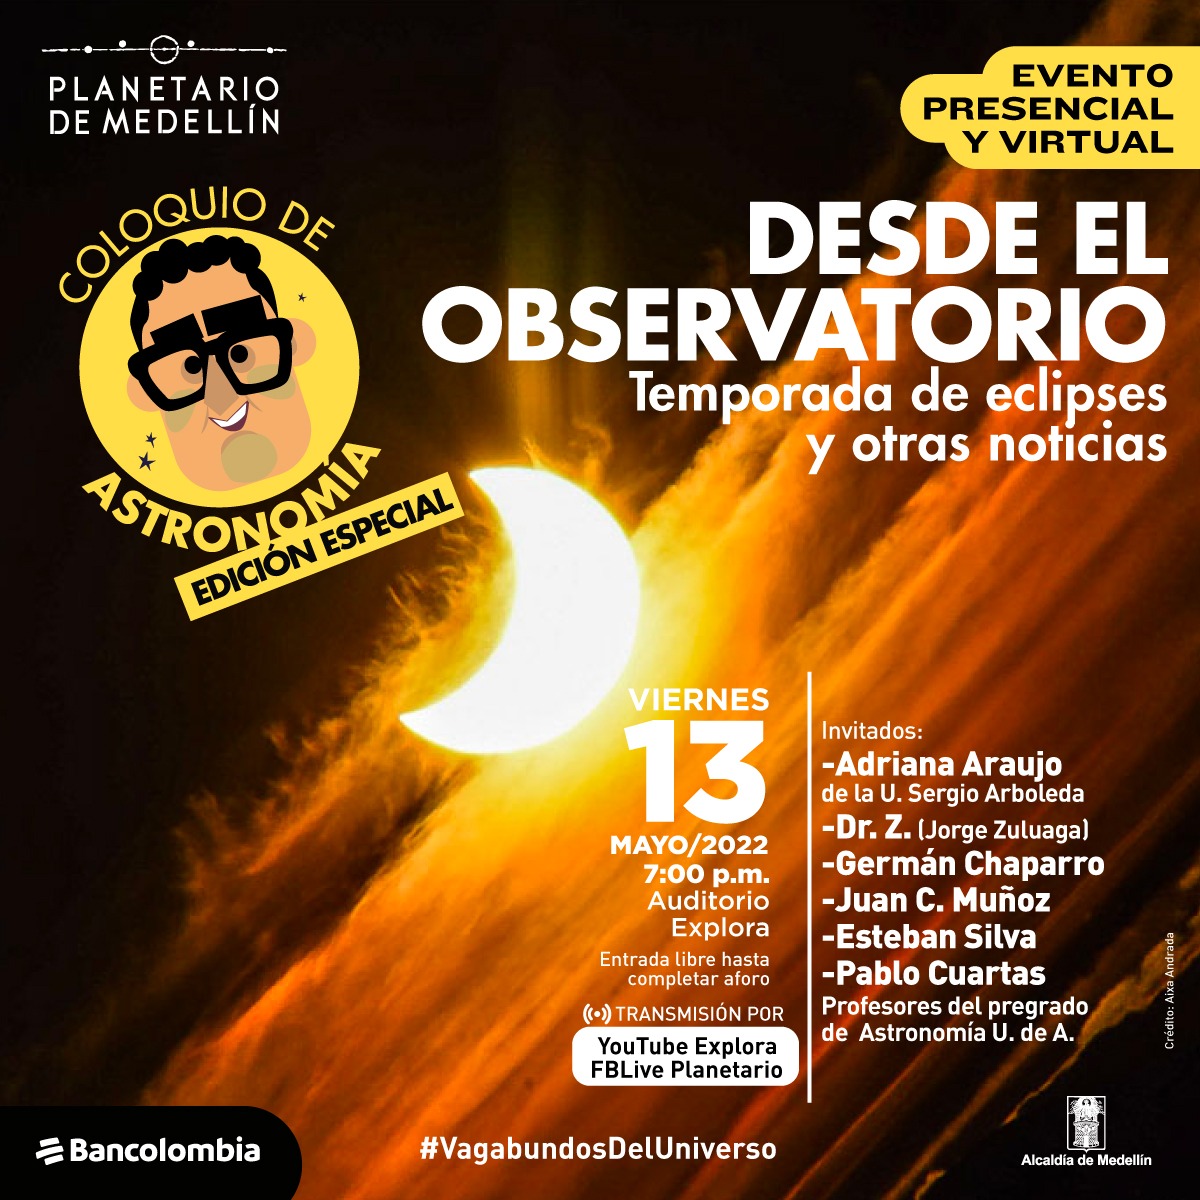 PLANETARIO
DE MEDELLÍN
EVENTO
PRESENCIAL
Y VIRTUAL
COLOQUIO DE
ASTRONOMÍA
EDICIÓN ESPECIAL
DESDE EL
OBSERVATORIO
Temporada de eclipses
y otras noticias
VIERNES
13
MAYO/2022
7:00 p.m.
Auditorio
Explora
Entrada libre hasta
completar aforo
TRANSMISIÓN POR
YouTube Explora
FBLive Planetario
Invitados:
-Adriana Araujo
de la U. Sergio Arboleda
-Dr. Z. (Jorge Zuluaga)
-Germán Chaparro
-Juan C. Muñoz
-Esteban Silva
-Pablo Cuartas
Profesores del pregrado
de Astronomía U. de A.
Crédito: Aixa Andrada
Bancolombia
#VagabundosDelUniverso
Alcaldía de Medellín